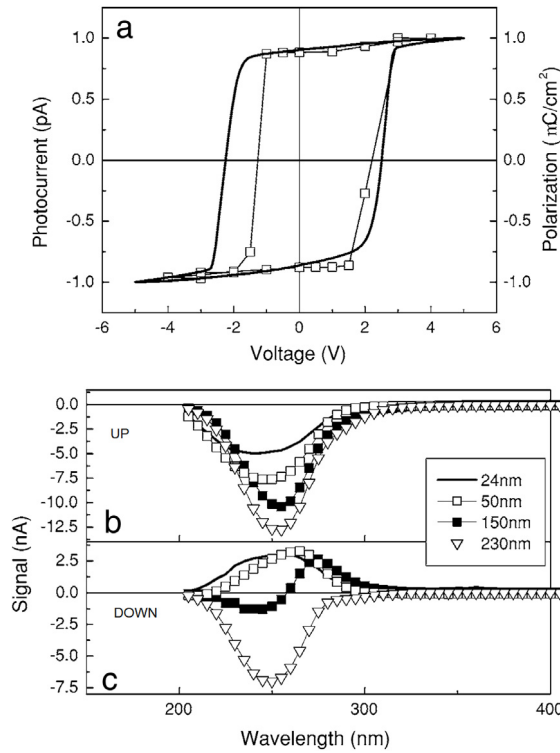 a
1.0
0.5
0.0
-0.5
-1.0
Photocurrent (pA)
1.0
0.5
0.0
-0.5
-1.0
Polarization (mC/cm²)
-6 -4 -2 0 2 4 6
Voltage (V)
0.0
-2.5
-5.0
-7.5
-10.0
-12.5
UP
b
24nm
50nm
150nm
230nm
Signal (nA)
2.5
0.0
-2.5
-5.0
-7.5
DOWN
c
200 300 400
Wavelength (nm)